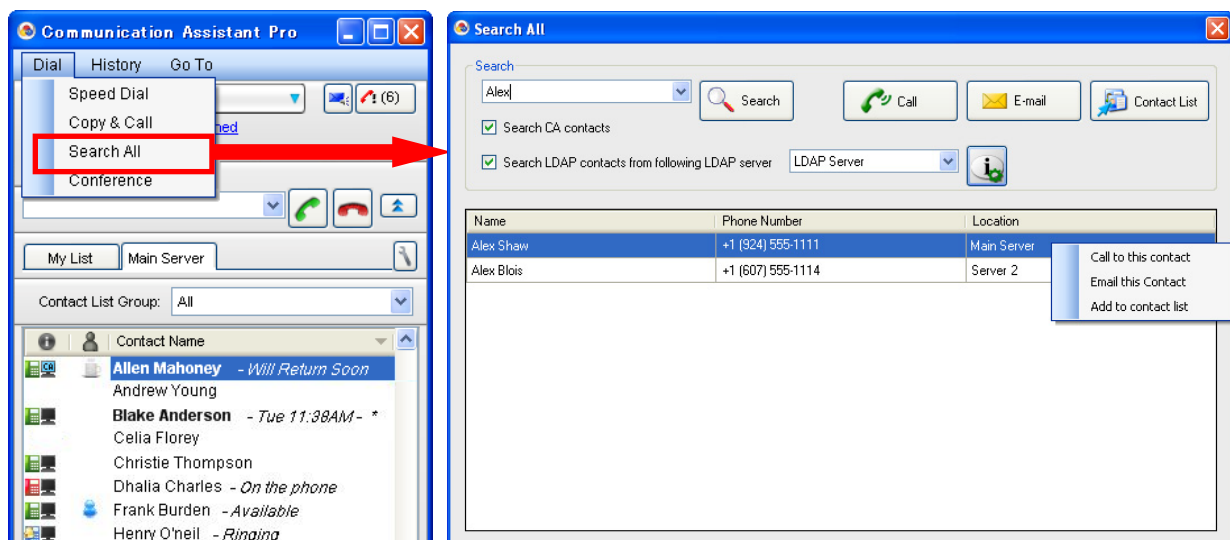 Communication Assistant Pro
Dial History Go To
Speed Dial
Copy & Call
Search All
Conference
(6)
ned
My List Main Server
Contact List Group: All
Contact Name
CA Allen Mahoney - Will Return Soon
Andrew Young
Blake Anderson - Tue 11:38AM - *
Celia Florey
Christie Thompson
Dhalia Charles - On the phone
Frank Burden - Available
Henry O'neil - Ringing
Search All
Search
Alex Search Call E-mail Contact List
Search CA contacts
Search LDAP contacts from following LDAP server LDAP Server
Name Phone Number Location
Alex Shaw +1 (924) 555-1111 Main Server
Alex Blois +1 (607) 555-1114 Server 2
Call to this contact
Email this Contact
Add to contact list